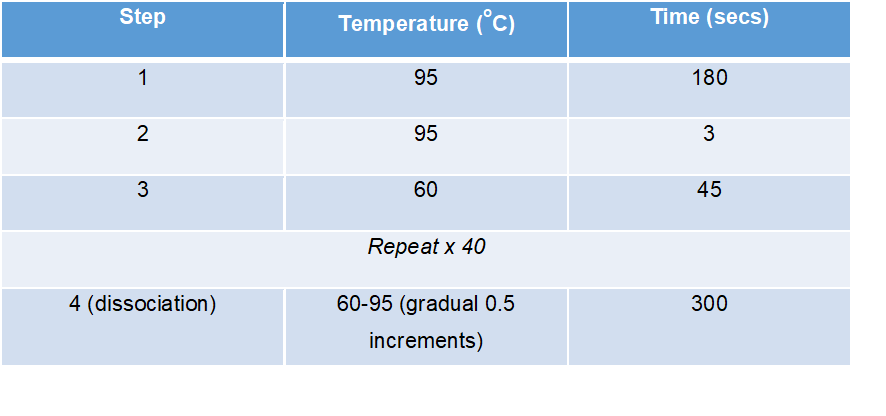 Step Temperature (°C) Time (secs)
1 95 180
2 95 3
3 60 45
Repeat x 40
4 (dissociation) 60-95 (gradual 0.5 300
increments)